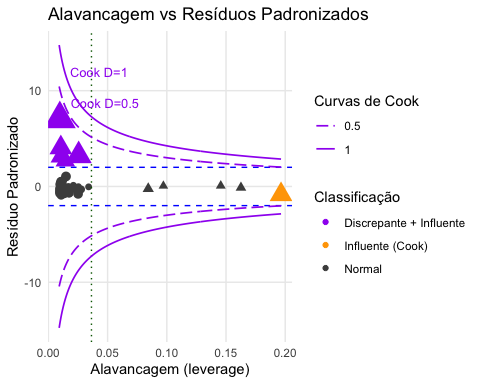 Alavancagem vs Resíduos Padronizados
Cook D=1
Cook D=0.5
10
0
-10
Resíduo Padronizado
0.00
0.05
0.10
0.15
0.20
Alavancagem (leverage)
Curvas de Cook
0.5
1
Classificação
Discrepante + Influente
Influente (Cook)
Normal